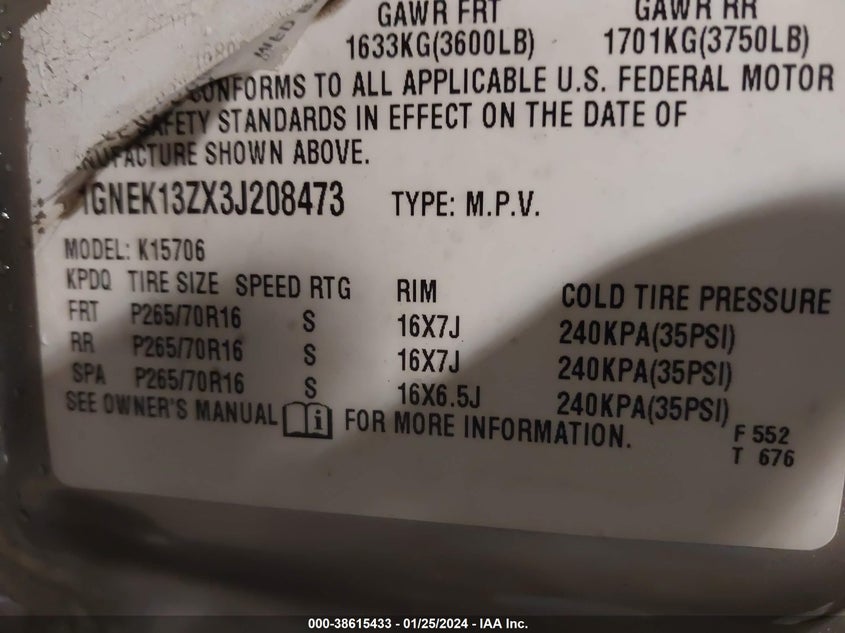 GAWR FRT GAWR RR
1633KG(3600LB) 1701KG(3750LB)
CONFORMS TO ALL APPLICABLE U.S. FEDERAL MOTOR
SAFETY STANDARDS IN EFFECT ON THE DATE OF
NUFACTURE SHOWN ABOVE.
1GNEK13ZX3J208473 TYPE: M.P.V.
MODEL: K15706
KPDQ TIRE SIZE SPEED RTG RIM COLD TIRE PRESSURE
FRT P265/70R16 S 16X7J 240KPA(35PSI)
RR P265/70R16 S 16X7J 240KPA(35PSI)
SPA P265/70R16 S 16X6.5J 240KPA(35PSI)
SEE OWNER'S MANUAL FOR MORE INFORMATION.
F 552
T 676
000-38615433 - 01/25/2024 - IAA Inc.